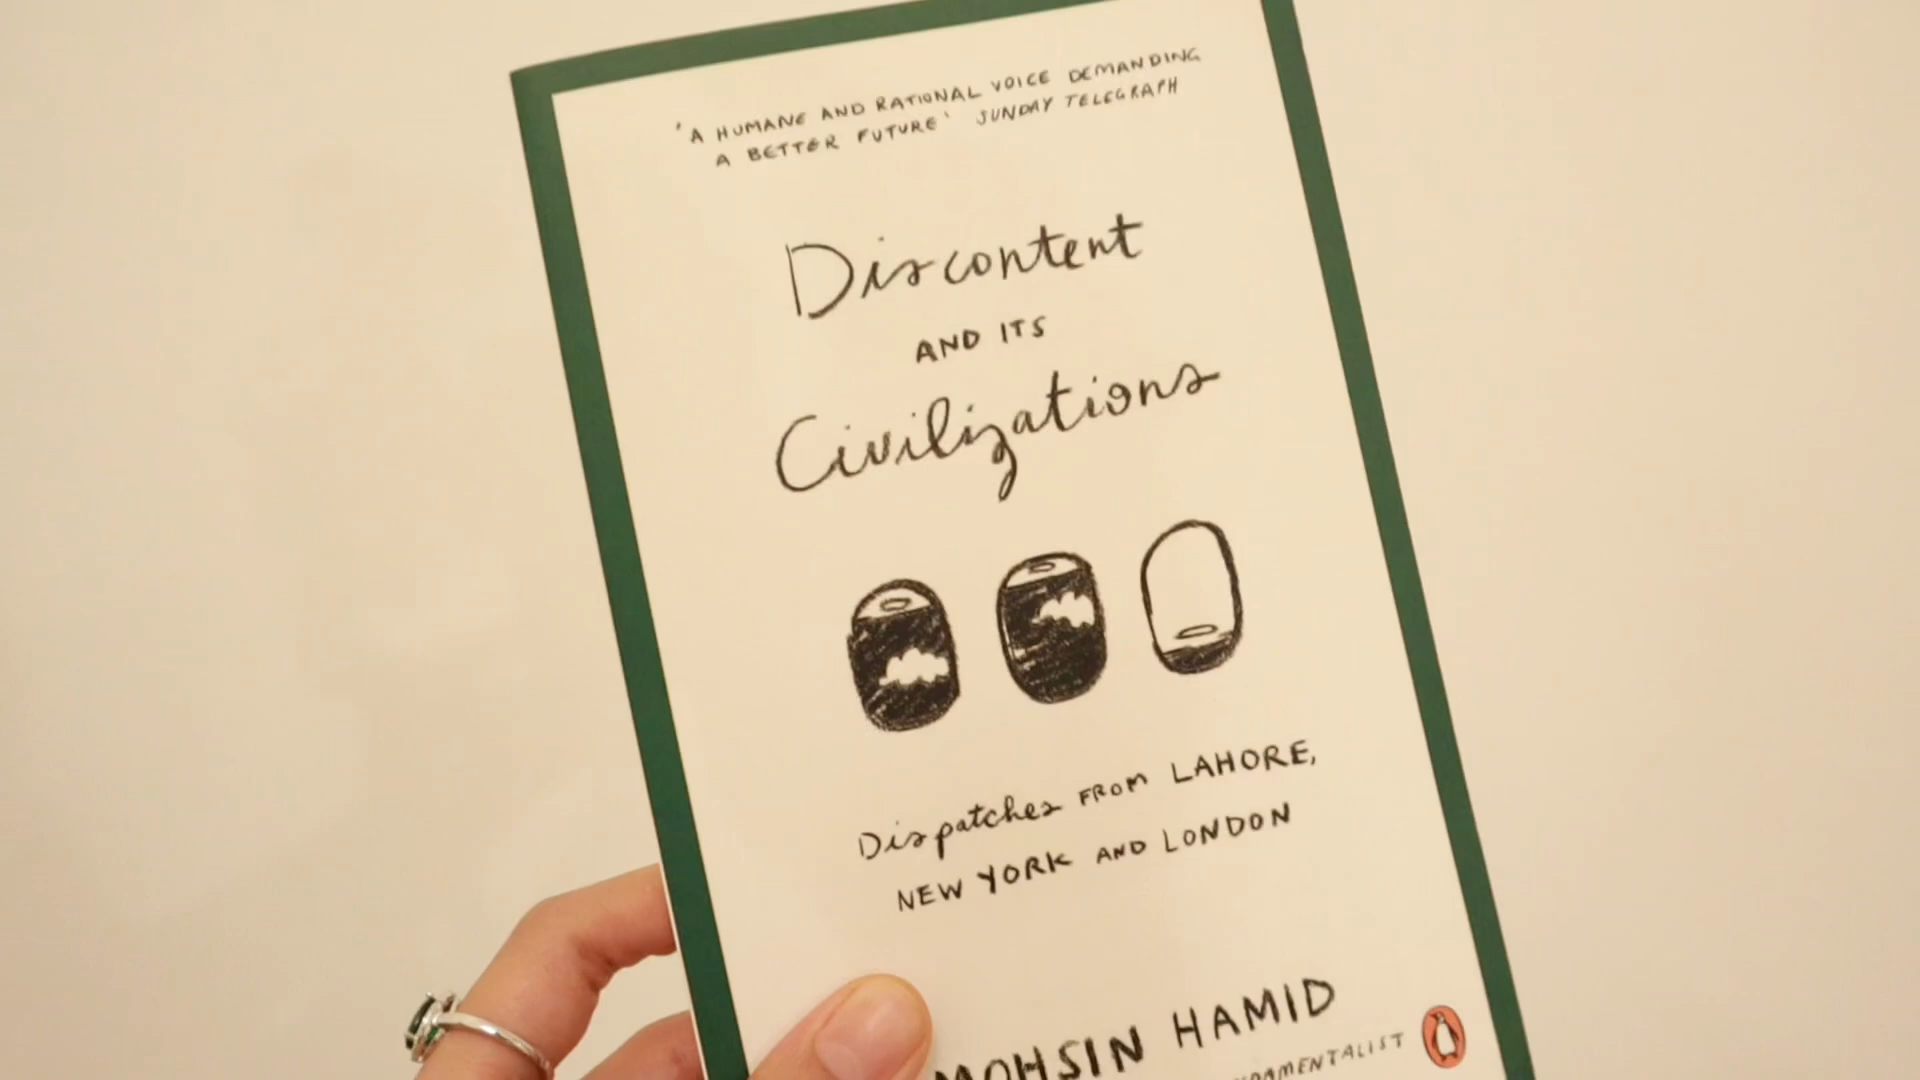 'A HUMANE AND RATIONAL VOICE DEMANDING
A BETTER FUTURE' SUNDAY TELEGRAPH
Discontent
AND ITS
Civilizations
Dispatches FROM LAHORE,
NEW YORK AND LONDON
MOHSIN HAMID